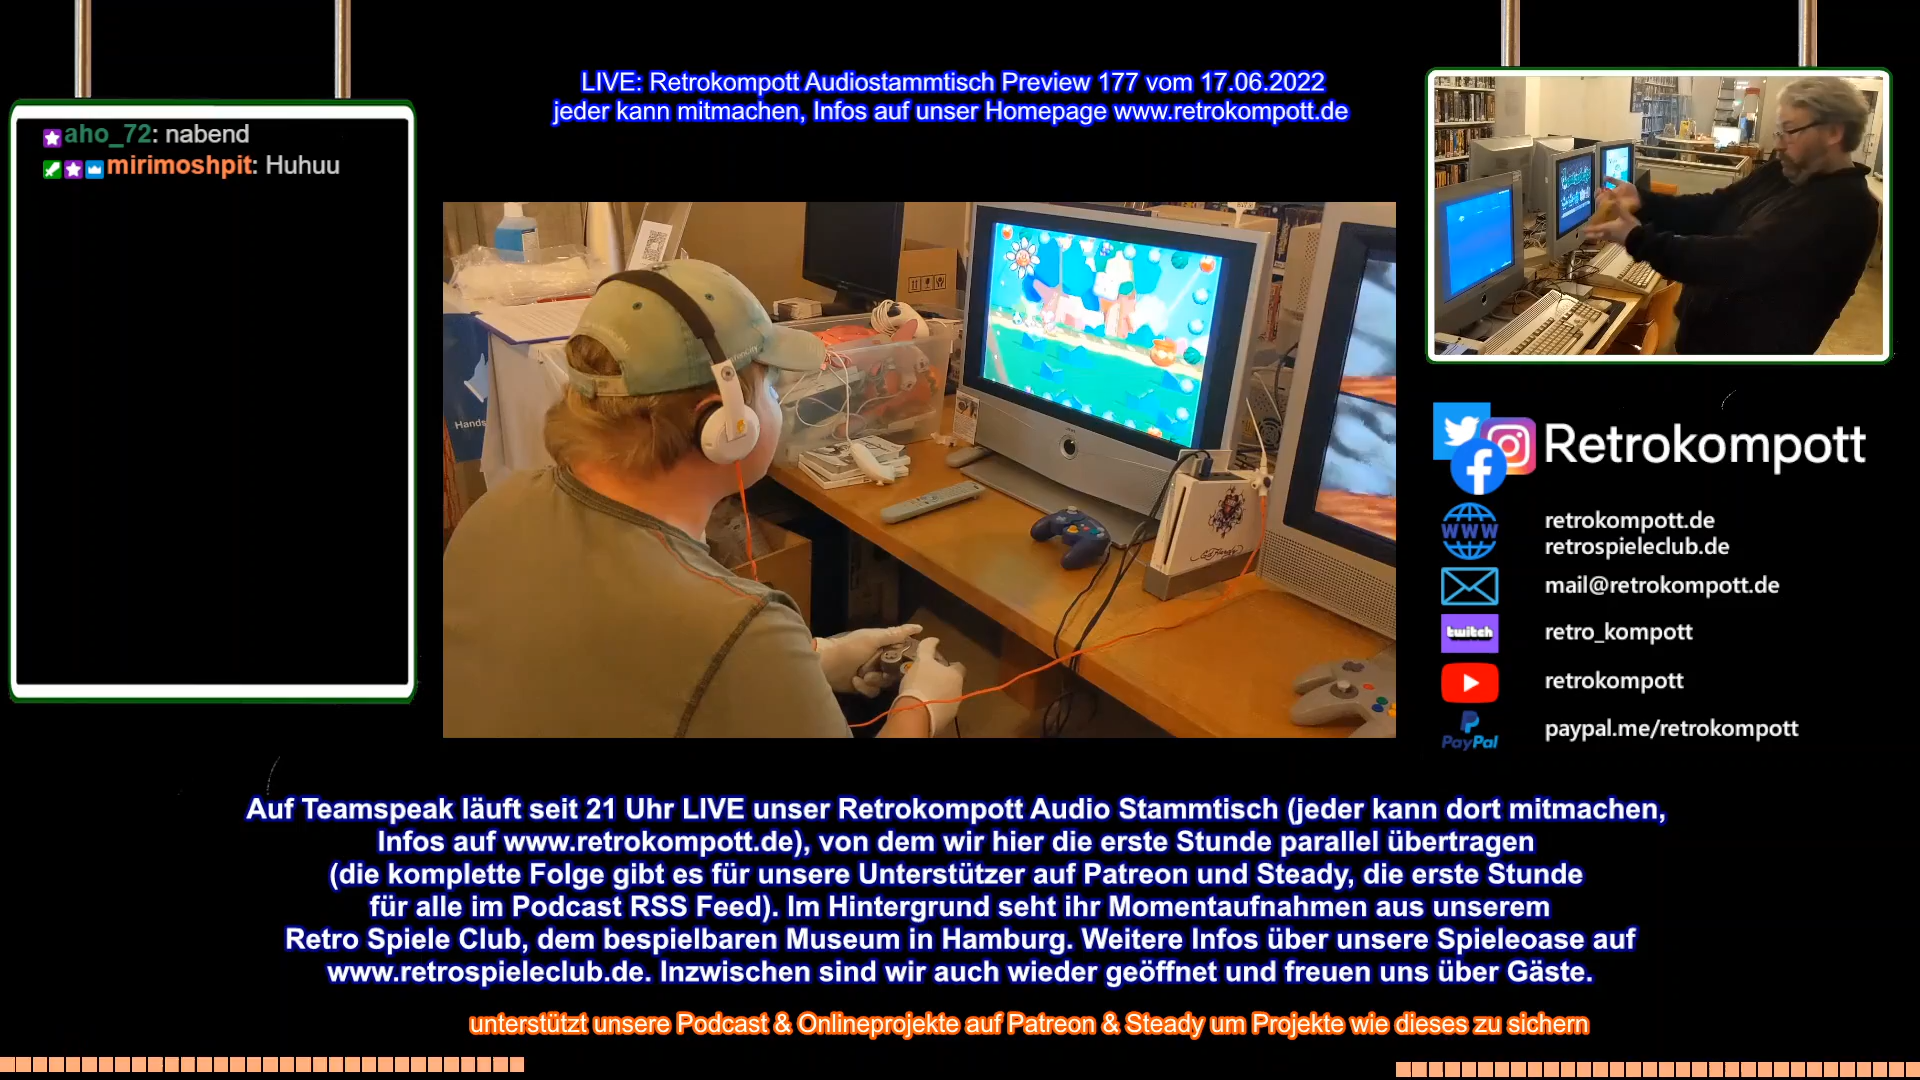 LIVE: Retrokompott Audiostammtisch Preview 177 vom 17.06.2022
jeder kann mitmachen, Infos auf unser Homepage www.retrokompott.de
aho_72: nabend
mirimoshpit: Huhuu
Hands
Retrokompott
WWW
retrokompott.de
retrospieleclub.de
mail@retrokompott.de
twitch
retro_kompott
retrokompott
PayPal
paypal.me/retrokompott
Auf Teamspeak läuft seit 21 Uhr LIVE unser Retrokompott Audio Stammtisch (jeder kann dort mitmachen,
Infos auf www.retrokompott.de), von dem wir hier die erste Stunde parallel übertragen
(die komplette Folge gibt es für unsere Unterstützer auf Patreon und Steady, die erste Stunde
für alle im Podcast RSS Feed). Im Hintergrund seht ihr Momentaufnahmen aus unserem
Retro Spiele Club, dem bespielbaren Museum in Hamburg. Weitere Infos über unsere Spieleoase auf
www.retrospieleclub.de. Inzwischen sind wir auch wieder geöffnet und freuen uns über Gäste.
unterstützt unsere Podcast & Onlineprojekte auf Patreon & Steady um Projekte wie dieses zu sichern